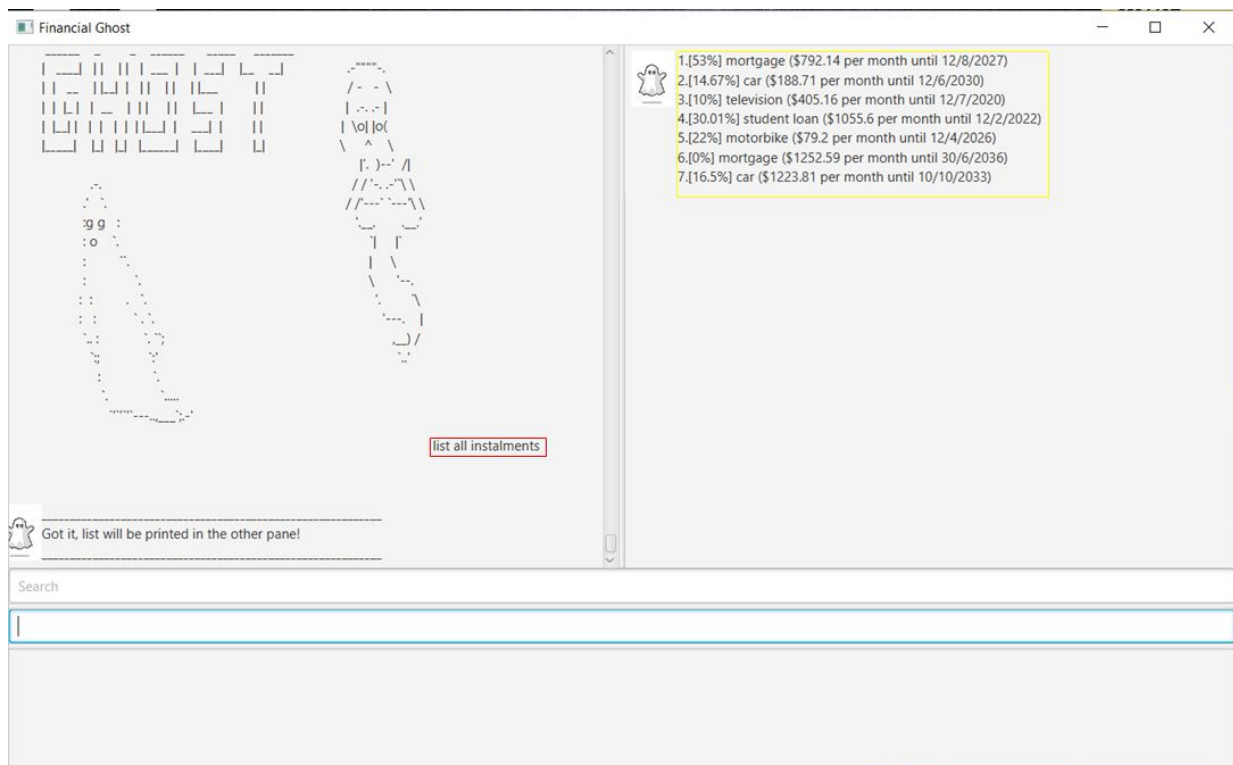 Financial Ghost
list all instalments
Got it, list will be printed in the other pane!
1.[53%] mortgage ($792.14 per month until 12/8/2027)
2.[14.67%] car ($188.71 per month until 12/6/2030)
3.[10%] television ($405.16 per month until 12/7/2020)
4.[30.01%] student loan ($1055.6 per month until 12/2/2022)
5.[22%] motorbike ($79.2 per month until 12/4/2026)
6.[0%] mortgage ($1252.59 per month until 30/6/2036)
7.[16.5%] car ($1223.81 per month until 10/10/2033)
Search